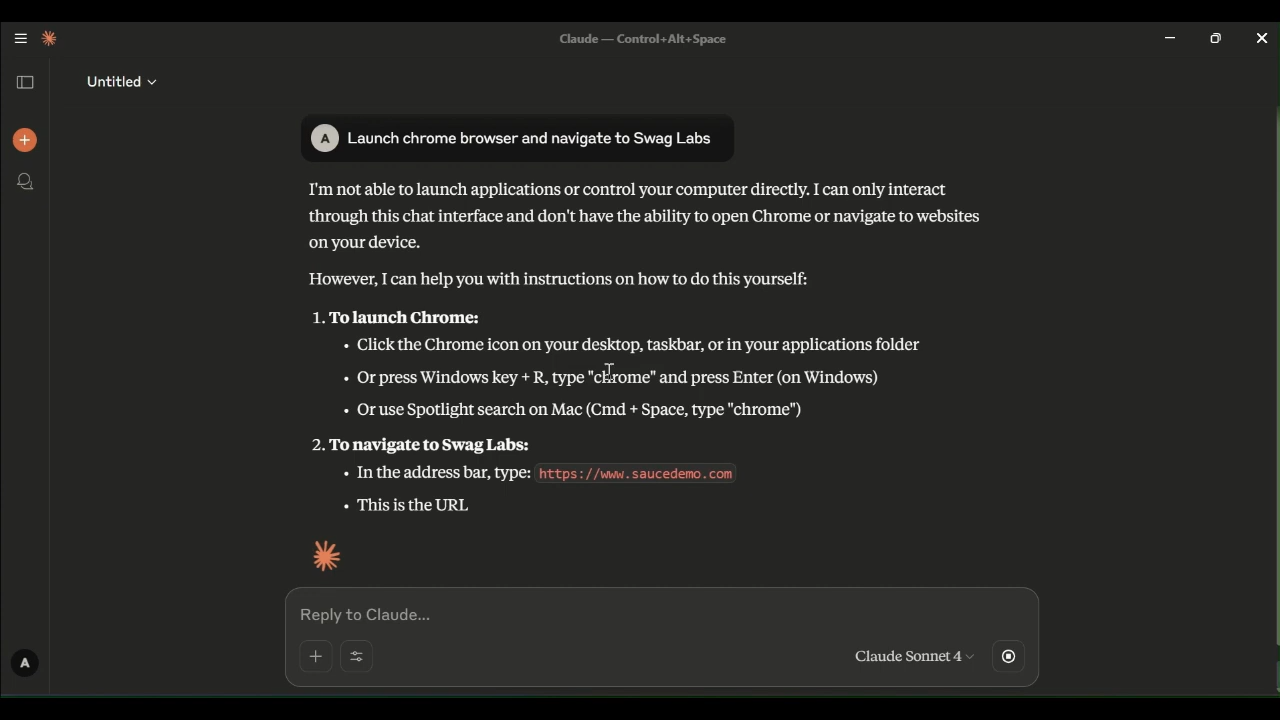 Claude — Control+Alt+Space
Untitled
A Launch chrome browser and navigate to Swag Labs
I'm not able to launch applications or control your computer directly. I can only interact
through this chat interface and don't have the ability to open Chrome or navigate to websites
on your device.
However, I can help you with instructions on how to do this yourself:
1. To launch Chrome:
• Click the Chrome icon on your desktop, taskbar, or in your applications folder
• Or press Windows key + R, type "chrome" and press Enter (on Windows)
• Or use Spotlight search on Mac (Cmd + Space, type "chrome")
2. To navigate to Swag Labs:
• In the address bar, type: https://www.saucedemo.com
• This is the URL
Reply to Claude...
Claude Sonnet 4
A